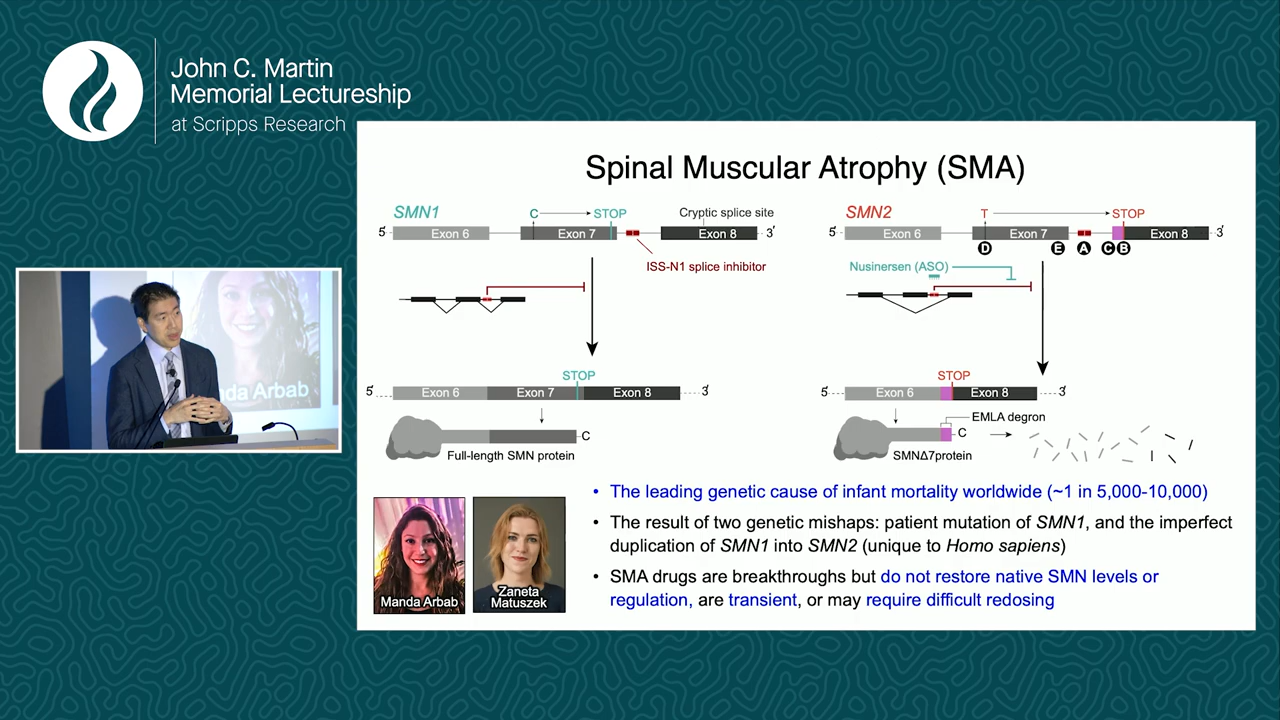 John C. Martin
Memorial Lectureship
at Scripps Research
Spinal Muscular Atrophy (SMA)
SMN1
C
STOP
Cryptic splice site
5′
Exon 6
Exon 7
Exon 8
3′
ISS-N1 splice inhibitor
STOP
5′
Exon 6
Exon 7
Exon 8
3′
C
Full-length SMN protein
SMN2
T
STOP
5′
Exon 6
Exon 7
Exon 8
3′
D
E
A
C
B
Nusinersen (ASO)
STOP
5′
Exon 6
Exon 8
3′
EMLA degron
C
SMNΔ7protein
nda Arbab
Manda Arbab
Zaneta
Matuszek
• The leading genetic cause of infant mortality worldwide (~1 in 5,000-10,000)
• The result of two genetic mishaps: patient mutation of SMN1, and the imperfect
duplication of SMN1 into SMN2 (unique to Homo sapiens)
• SMA drugs are breakthroughs but do not restore native SMN levels or
regulation, are transient, or may require difficult redosing